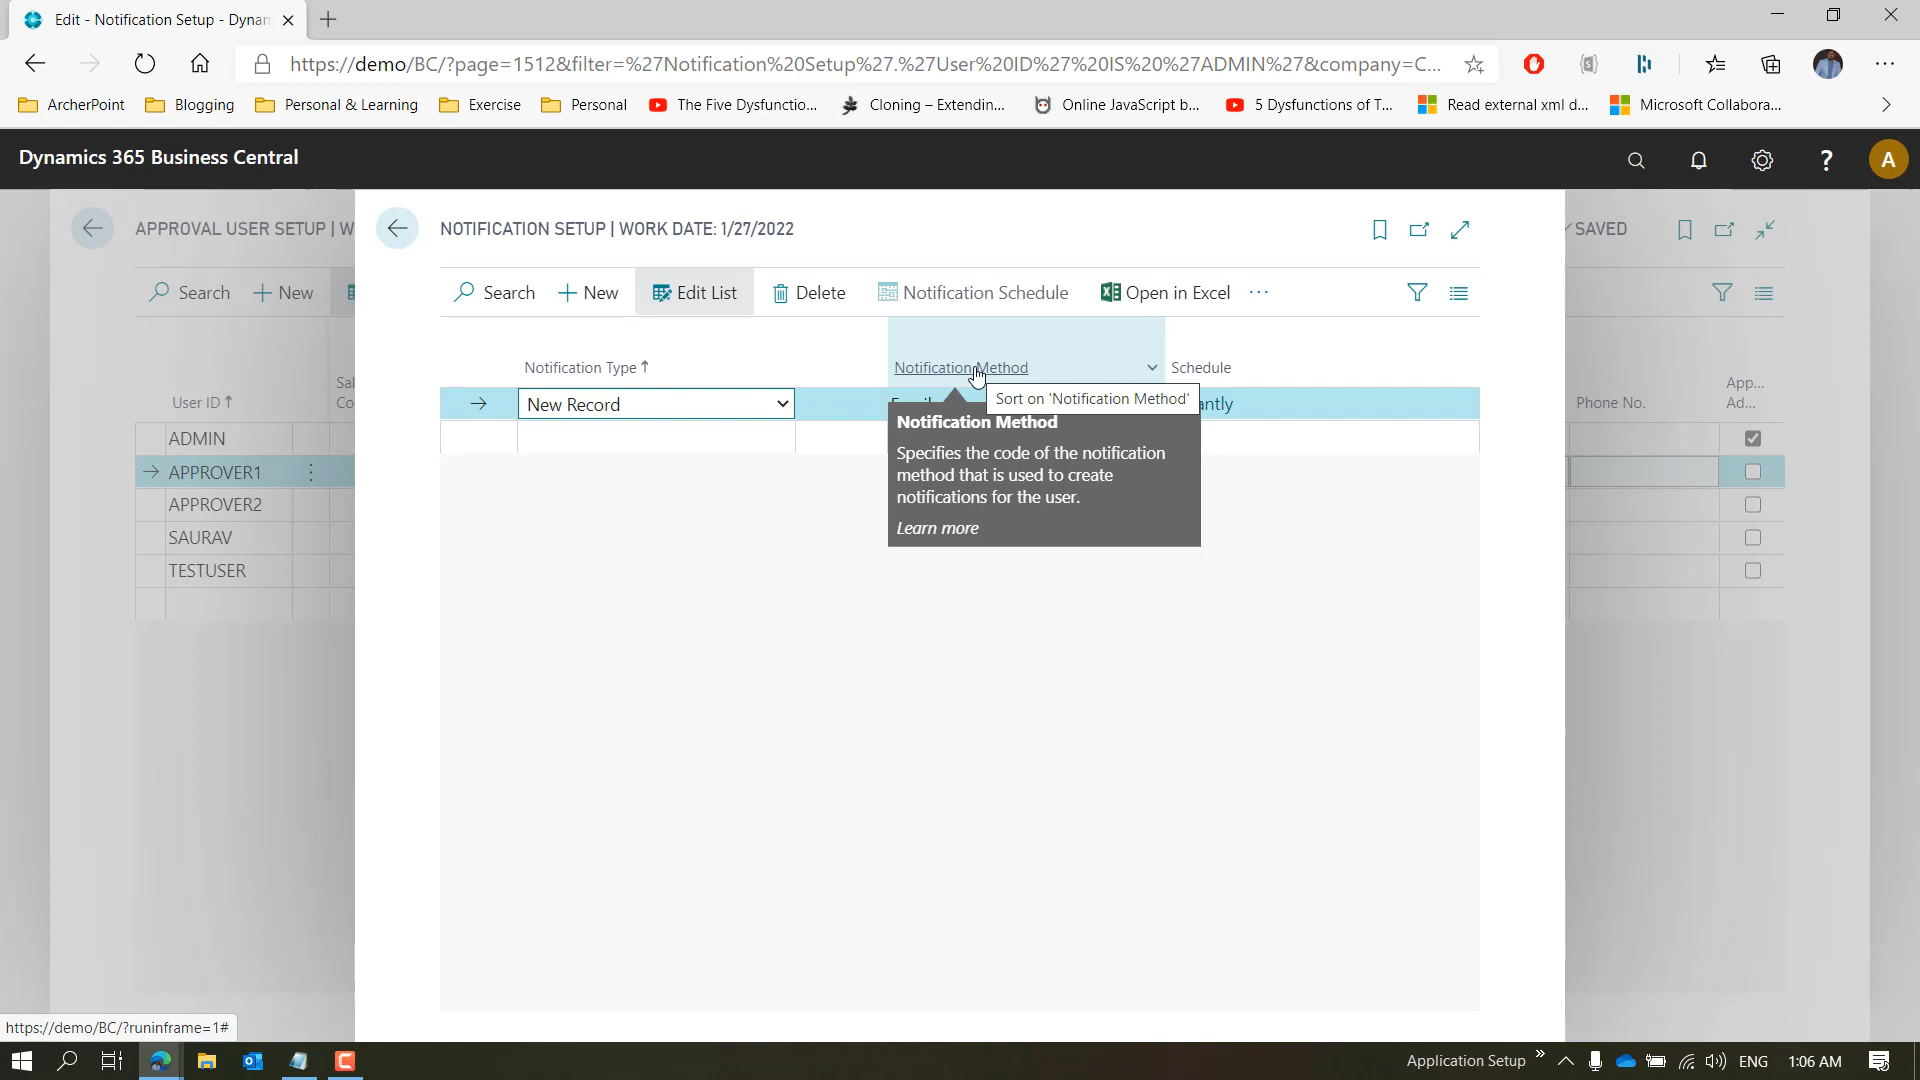 Edit - Notification Setup - Dynam
https://demo/BC/?page=1512&filter=%27Notification%20Setup%27.%27User%20ID%27%20IS%20%27ADMIN%27&company=C...
ArcherPoint
Blogging
Personal & Learning
Exercise
Personal
The Five Dysfunctio...
Cloning – Extendin...
Online JavaScript b...
5 Dysfunctions of T...
Read external xml d...
Microsoft Collabora...
Dynamics 365 Business Central
?
A
APPROVAL USER SETUP | W
NOTIFICATION SETUP | WORK DATE: 1/27/2022
SAVED
Search
New
Search
New
Edit List
Delete
Notification Schedule
Open in Excel
...
Notification Type ↑
Notification Method
Schedule
User ID ↑
Sal
Co
Phone No.
App...
Ad...
New Record
Sort on 'Notification Method'
antly
Notification Method
Specifies the code of the notification
method that is used to create
notifications for the user.
Learn more
ADMIN
APPROVER1
APPROVER2
SAURAV
TESTUSER
https://demo/BC/?runinframe=1#
Application Setup
ENG
1:06 AM